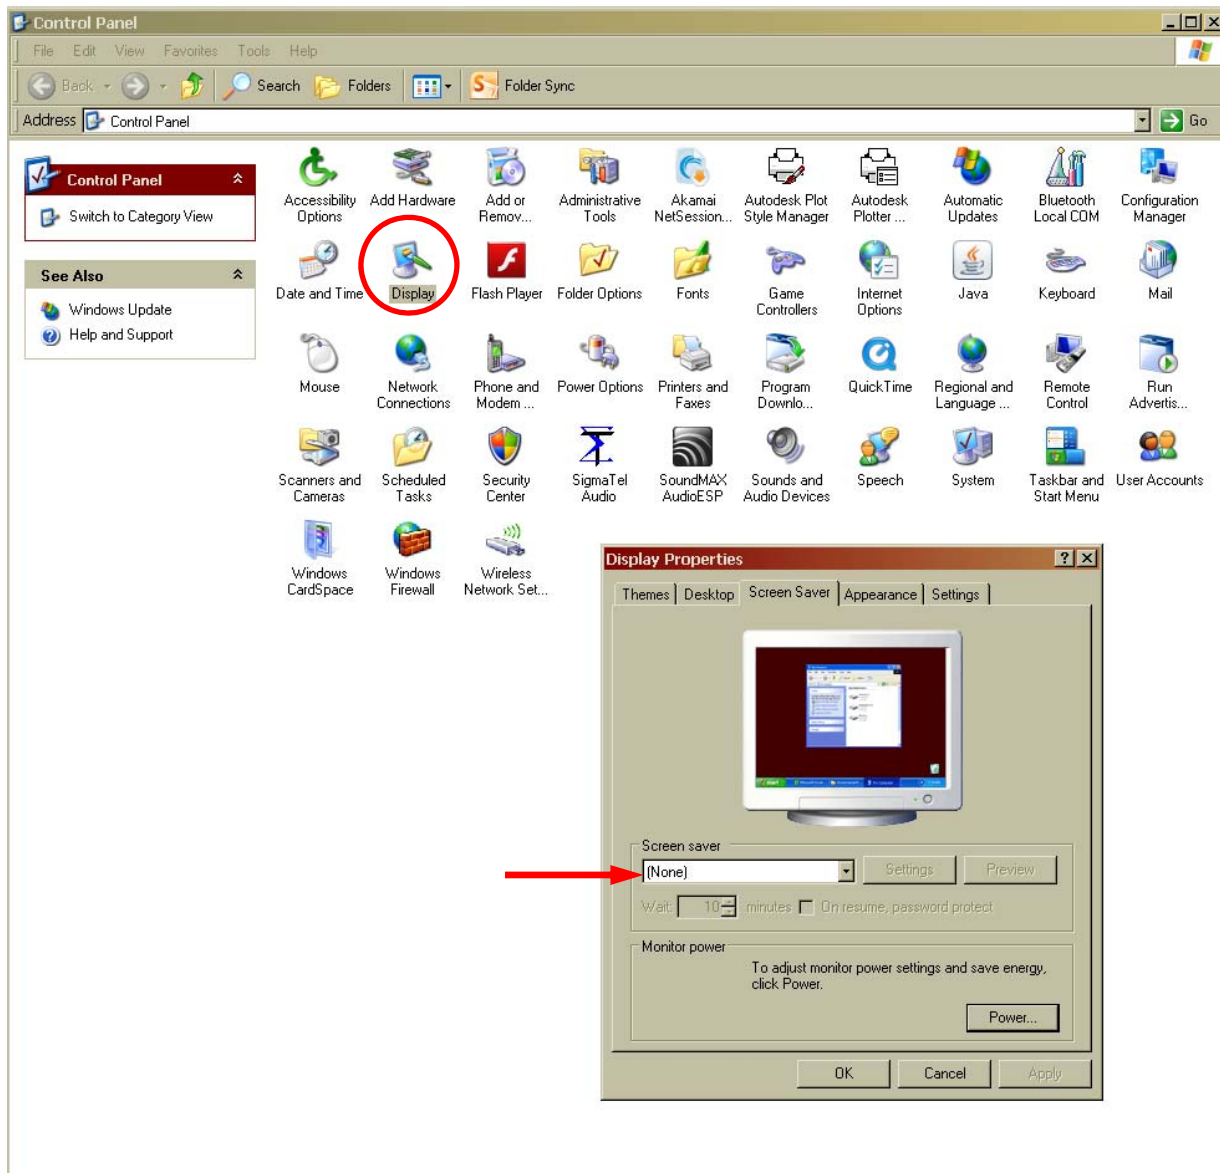 Control Panel
File Edit View Favorites Tools Help
Back Search Folders Folder Sync
Address Control Panel Go
Control Panel
Switch to Category View
See Also
Windows Update
Help and Support
Accessibility Options
Add Hardware
Add or Remov...
Administrative Tools
Akamai NetSession...
Autodesk Plot Style Manager
Autodesk Plotter ...
Automatic Updates
Bluetooth Local COM
Configuration Manager
Date and Time
Display
Flash Player
Folder Options
Fonts
Game Controllers
Internet Options
Java
Keyboard
Mail
Mouse
Network Connections
Phone and Modem ...
Power Options
Printers and Faxes
Program Downlo...
QuickTime
Regional and Language ...
Remote Control
Run Advertis...
Scanners and Cameras
Scheduled Tasks
Security Center
SigmaTel Audio
SoundMAX AudioESP
Sounds and Audio Devices
Speech
System
Taskbar and Start Menu
User Accounts
Windows CardSpace
Windows Firewall
Wireless Network Set...
Display Properties
Themes Desktop Screen Saver Appearance Settings
Screen saver
(None) Settings Preview
Wait: 10 minutes On resume, password protect
Monitor power
To adjust monitor power settings and save energy,
click Power.
Power...
OK Cancel Apply